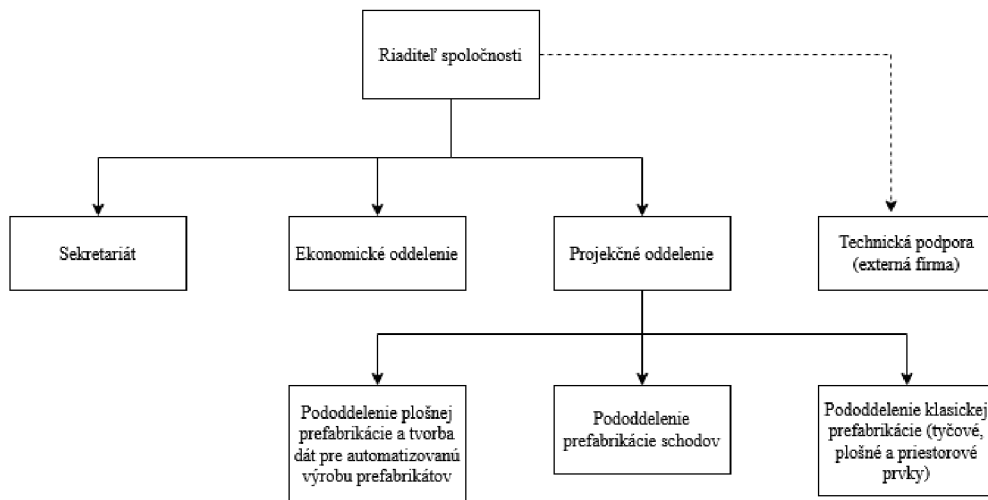 Riaditeľ spoločnosti
Sekretariát
Ekonomické oddelenie
Projekčné oddelenie
Technická podpora
(externá firma)
Pododdelenie plošnej
prefabrikácie a tvorba
dát pre automatizovanú
výrobu prefabrikátov
Pododdelenie
prefabrikácie schodov
Pododdelenie klasickej
prefabrikácie (tyčové,
plošné a priestorové
prvky)